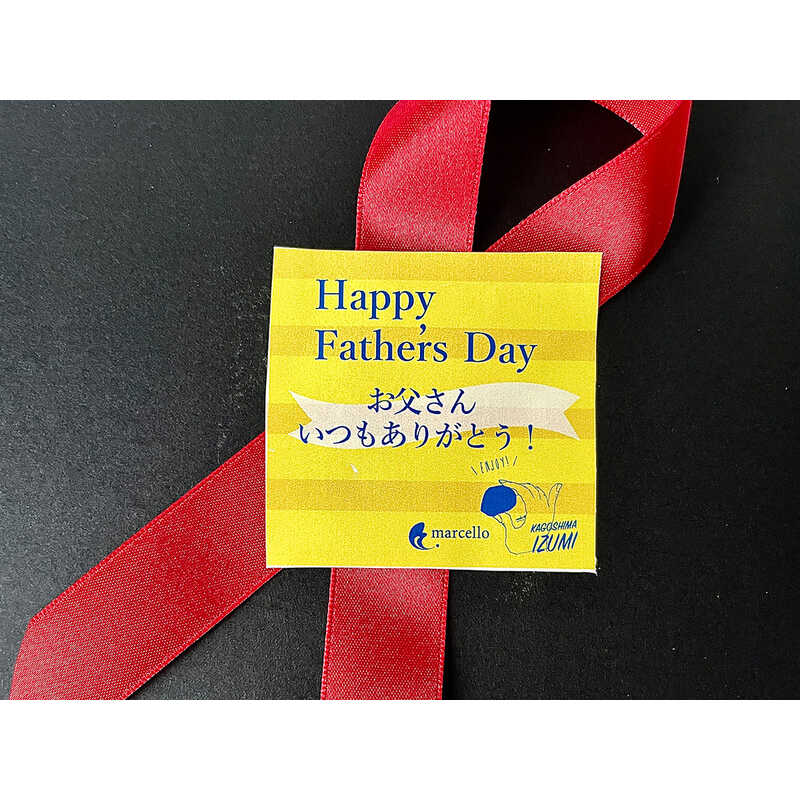 Happy
Father's Day
お父さん
いつもありがとう！
\ ENJOY! /
marcello
KAGOSHIMA
IZUMI